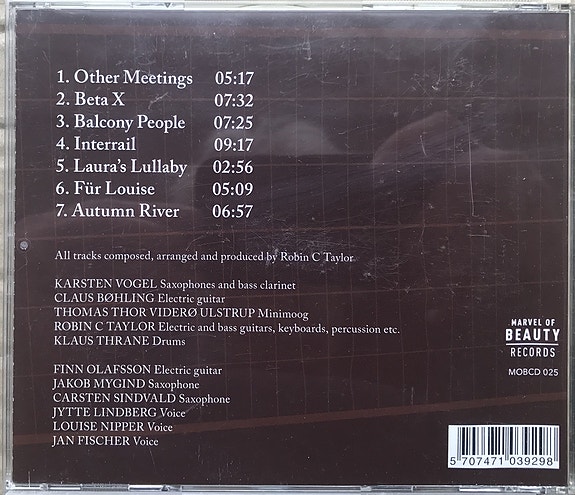 1. Other Meetings 05:17
2. Beta X 07:32
3. Balcony People 07:25
4. Interrail 09:17
5. Laura's Lullaby 02:56
6. Für Louise 05:09
7. Autumn River 06:57
All tracks composed, arranged and produced by Robin C Taylor
KARSTEN VOGEL Saxophones and bass clarinet
CLAUS BØHLING Electric guitar
THOMAS THOR VIDERØ ULSTRUP Minimoog
ROBIN C TAYLOR Electric and bass guitars, keyboards, percussion etc.
KLAUS THRANE Drums
FINN OLAFSSON Electric guitar
JAKOB MYGIND Saxophone
CARSTEN SINDVALD Saxophone
JYTTE LINDBERG Voice
LOUISE NIPPER Voice
JAN FISCHER Voice
MARVEL OF
BEAUTY
RECORDS
MOBCD 025
5 707471 039298